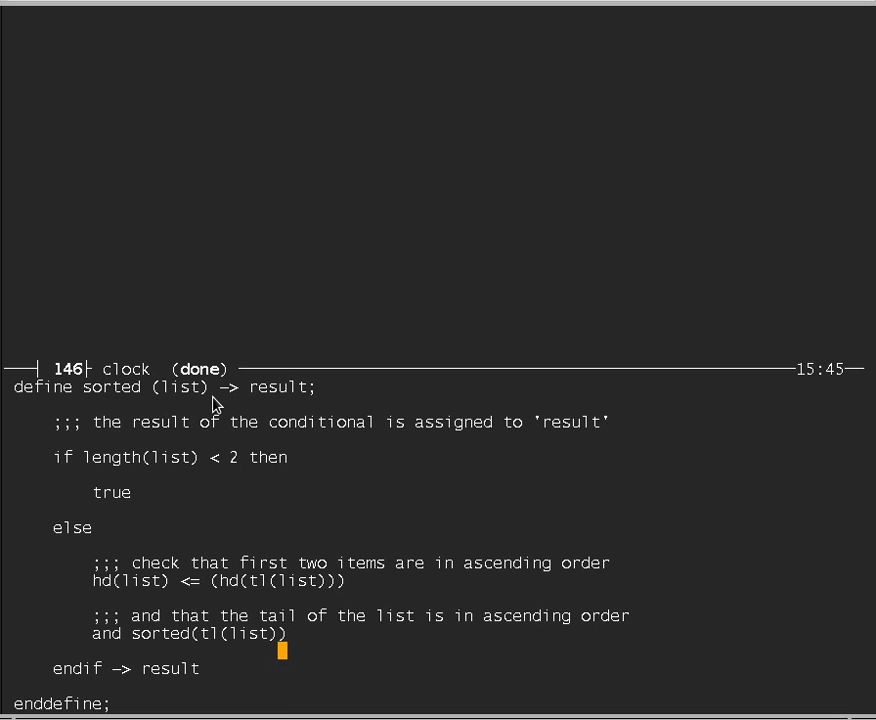 146 clock (done) 15:45
define sorted (list) -> result;
;;; the result of the conditional is assigned to 'result'
if length(list) < 2 then
true
else
;;; check that first two items are in ascending order
hd(list) <= (hd(tl(list)))
;;; and that the tail of the list is in ascending order
and sorted(tl(list))
endif -> result
enddefine;